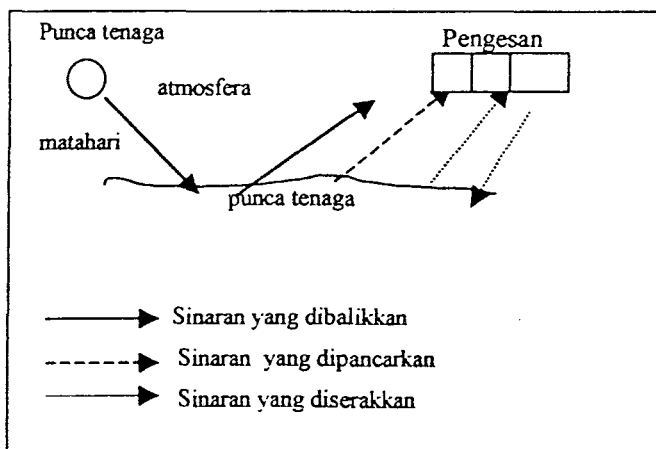 Punca tenaga
Pengesan
atmosfera
matahari
punca tenaga
Sinaran yang dibalikkan
Sinaran yang dipancarkan
Sinaran yang diserakkan